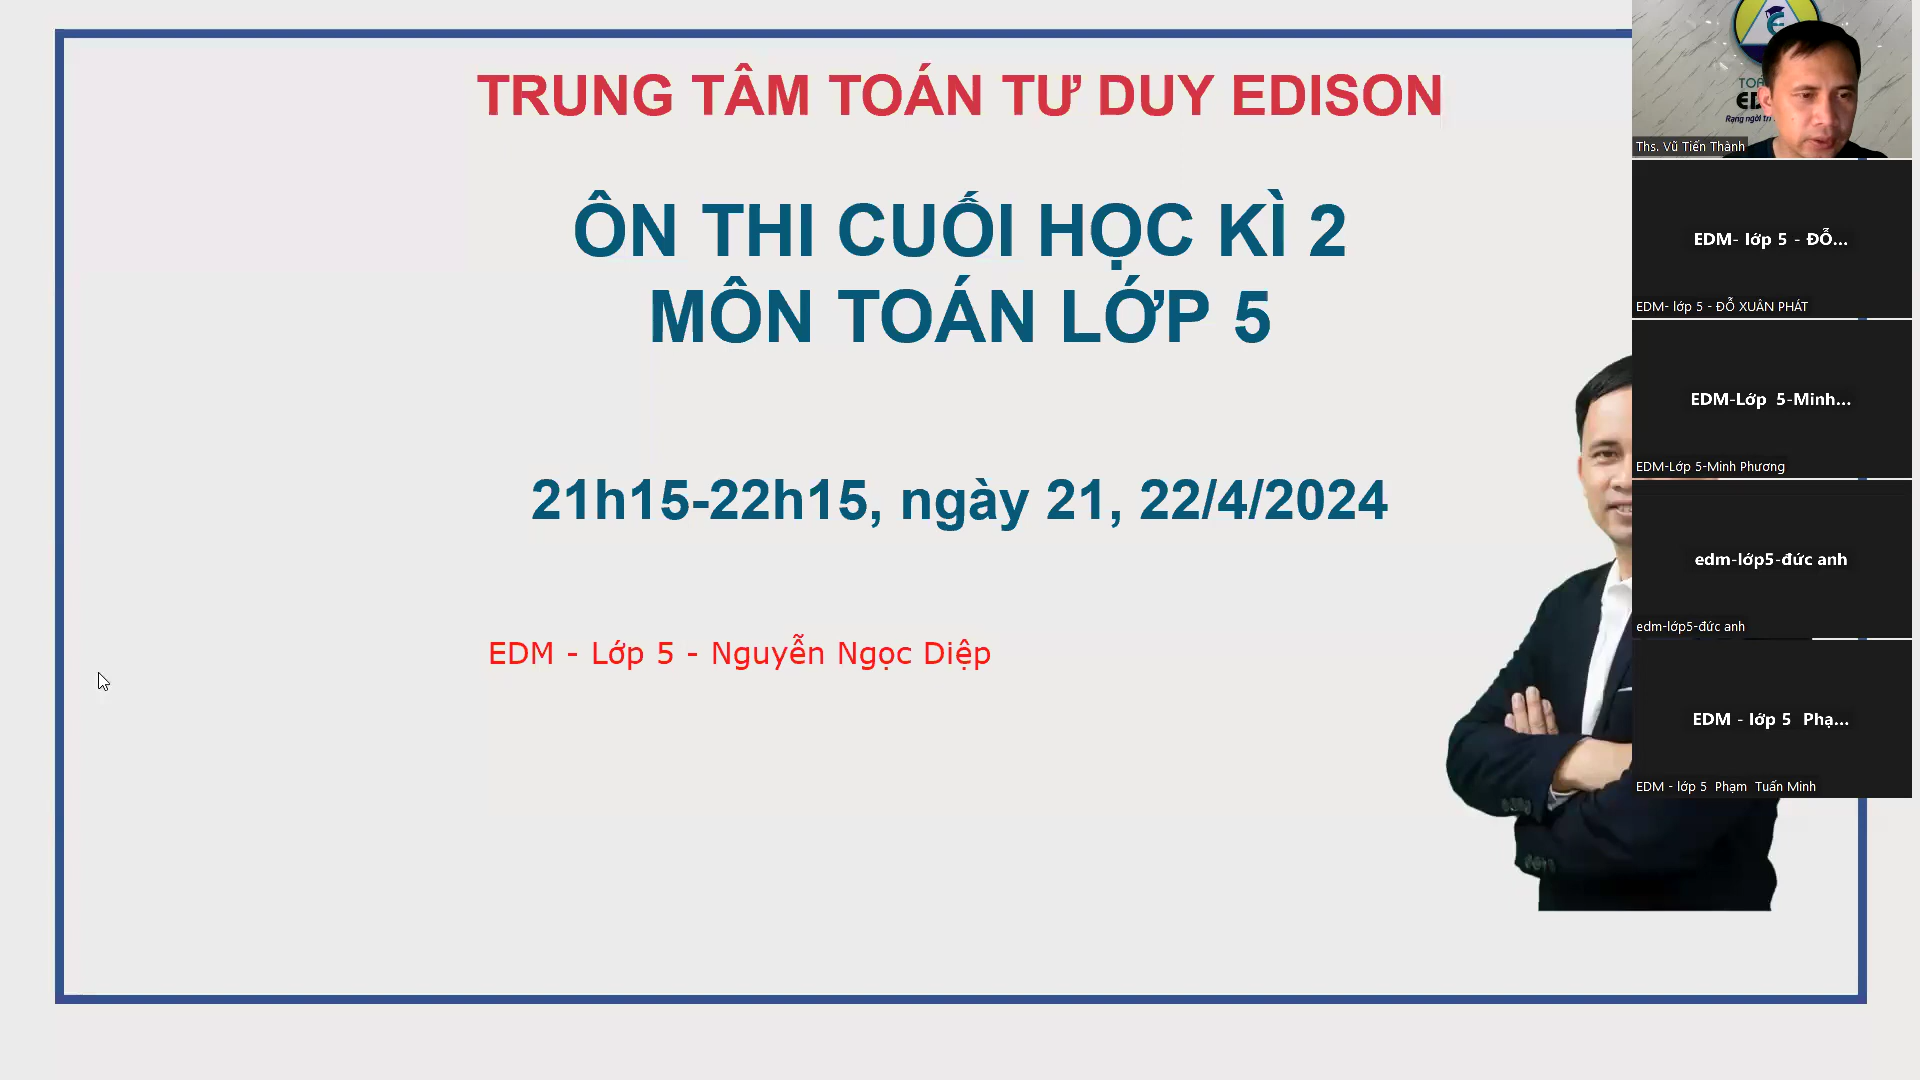 TRUNG TÂM TOÁN TƯ DUY EDISON
ÔN THI CUỐI HỌC KÌ 2
MÔN TOÁN LỚP 5
21h15-22h15, ngày 21, 22/4/2024
EDM - Lớp 5 - Nguyễn Ngọc Diệp
Rạng ngời trí
Ths. Vũ Tiến Thành
EDM- lớp 5 - ĐỖ...
EDM- lớp 5 - ĐỖ XUÂN PHÁT
EDM-Lớp 5-Minh...
EDM-Lớp 5-Minh Phương
edm-lớp5-đức anh
edm-lớp5-đức anh
EDM - lớp 5 Phạ...
EDM - lớp 5 Phạm Tuấn Minh